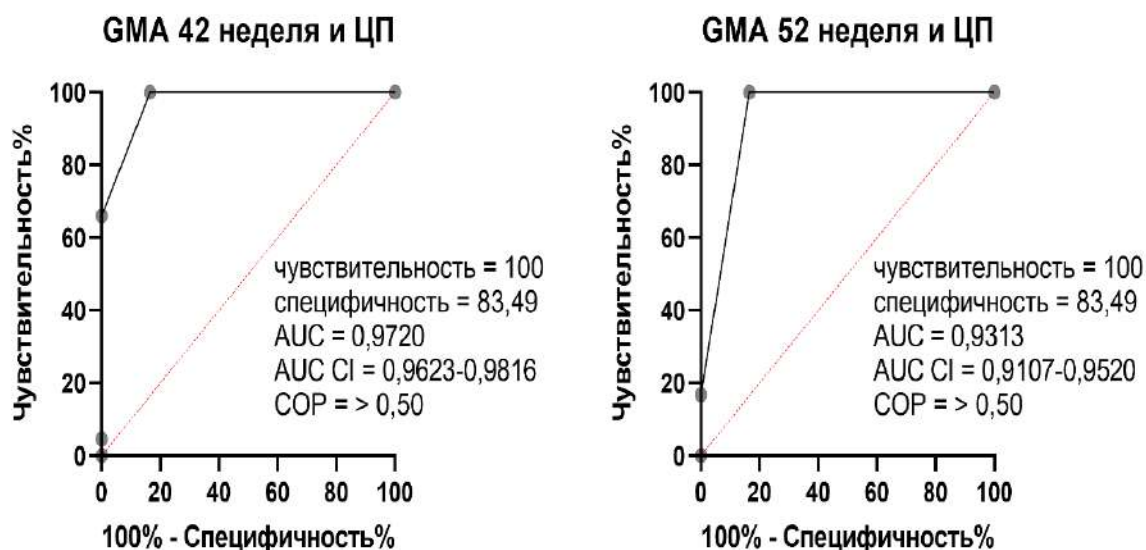 GMA 42 неделя и ЦП
100
80
60
40
20
0
Чувствительность%
чувствительность = 100
специфичность = 83,49
AUC = 0,9720
AUC CI = 0,9623-0,9816
COP = > 0,50
0 20 40 60 80 100
100% - Специфичность%
GMA 52 неделя и ЦП
100
80
60
40
20
0
Чувствительность%
чувствительность = 100
специфичность = 83,49
AUC = 0,9313
AUC CI = 0,9107-0,9520
COP = > 0,50
0 20 40 60 80 100
100% - Специфичность%